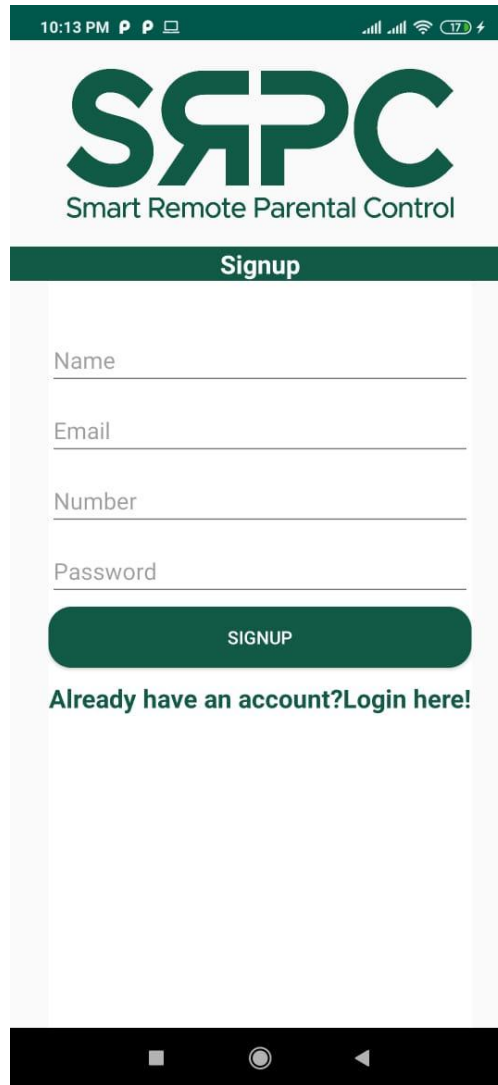 10:13 PM 17
SRPC
Smart Remote Parental Control
Signup
Name
Email
Number
Password
SIGNUP
Already have an account?Login here!